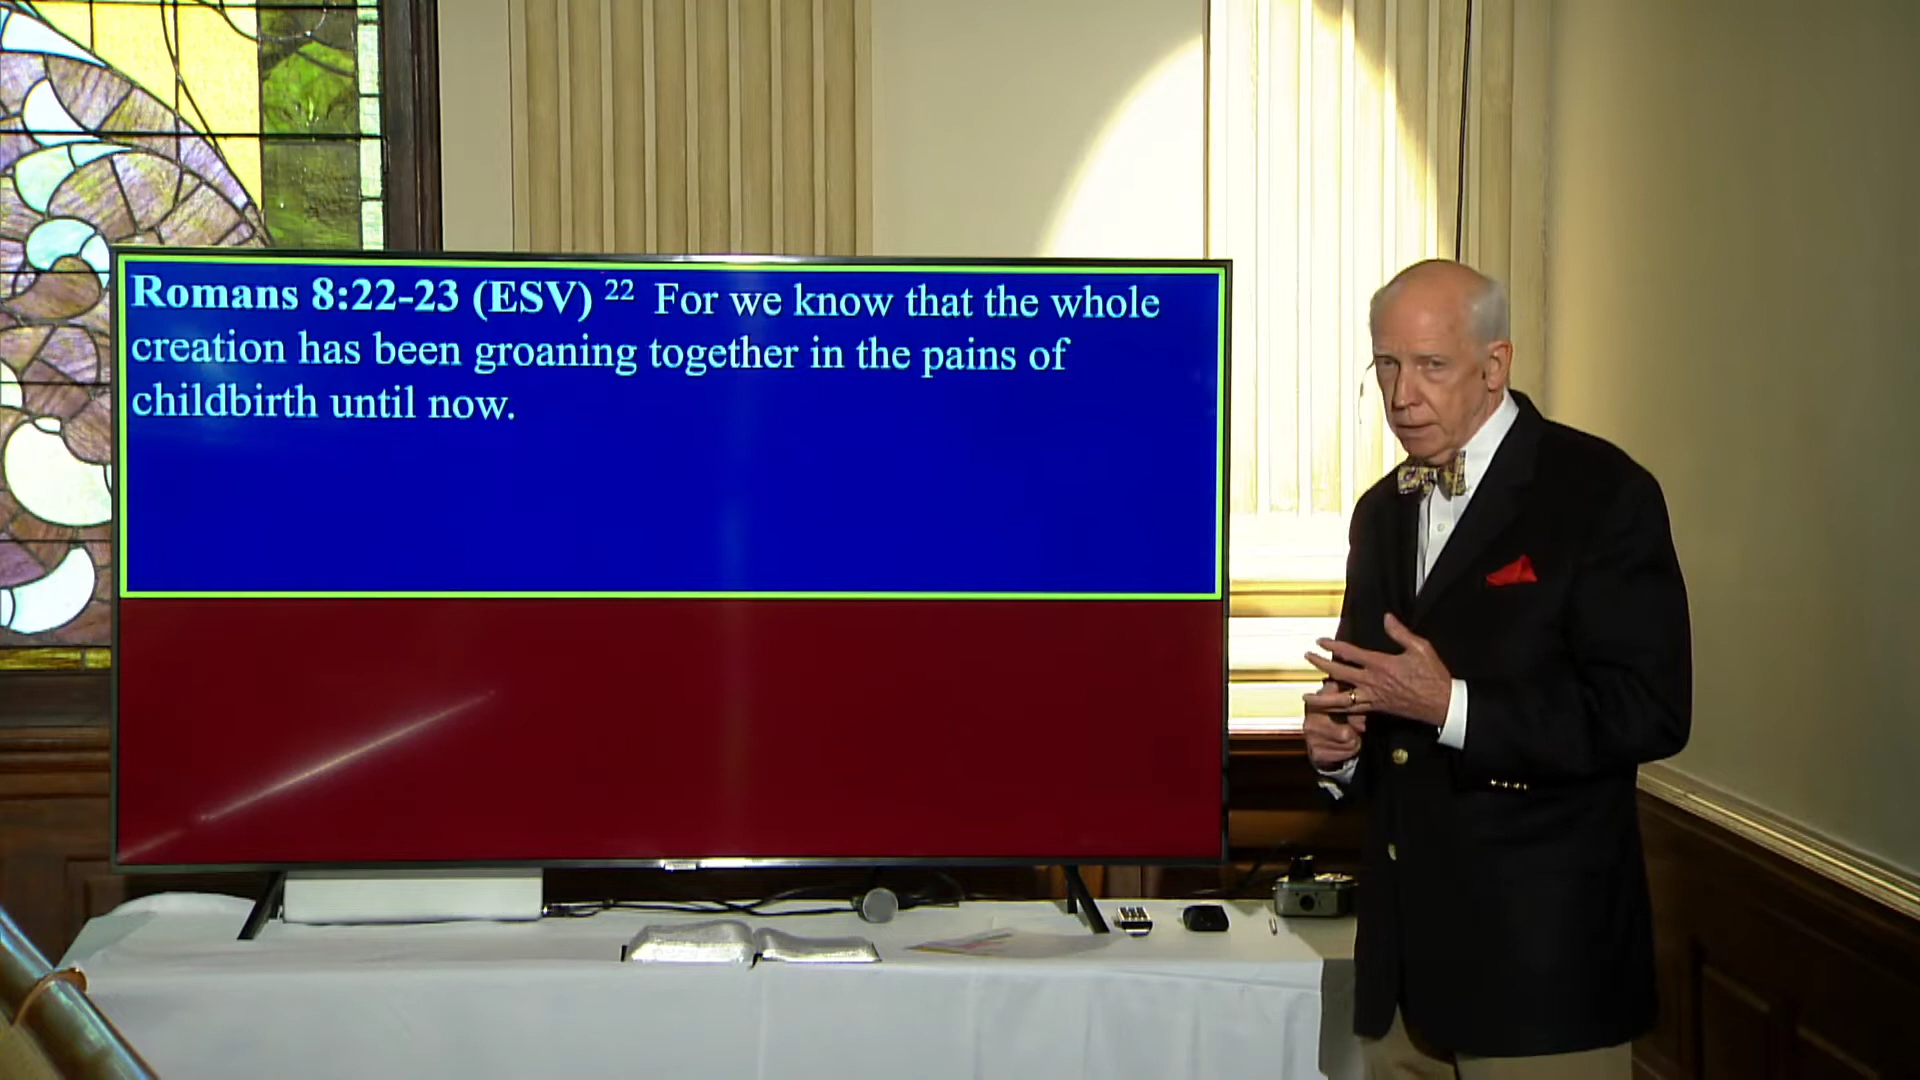 Romans 8:22-23 (ESV) 22 For we know that the whole
creation has been groaning together in the pains of
childbirth until now.